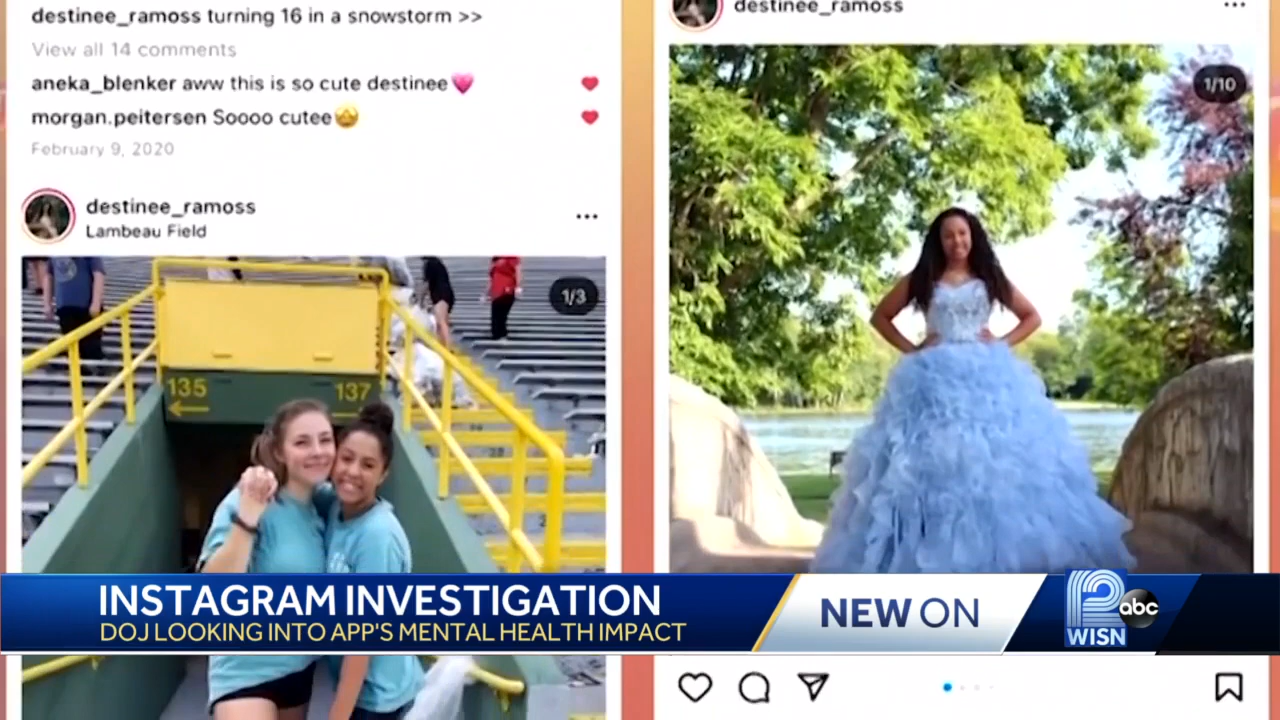 destinee_ramoss turning 16 in a snowstorm >>
View all 14 comments
aneka_blenker aww this is so cute destinee💗
morgan.peitersen Soooo cutee🤩
February 9, 2020
destinee_ramoss
Lambeau Field
1/3
135
137
destinee_ramoss
1/10
INSTAGRAM INVESTIGATION
DOJ LOOKING INTO APP'S MENTAL HEALTH IMPACT
NEW ON
12
abc
WISN